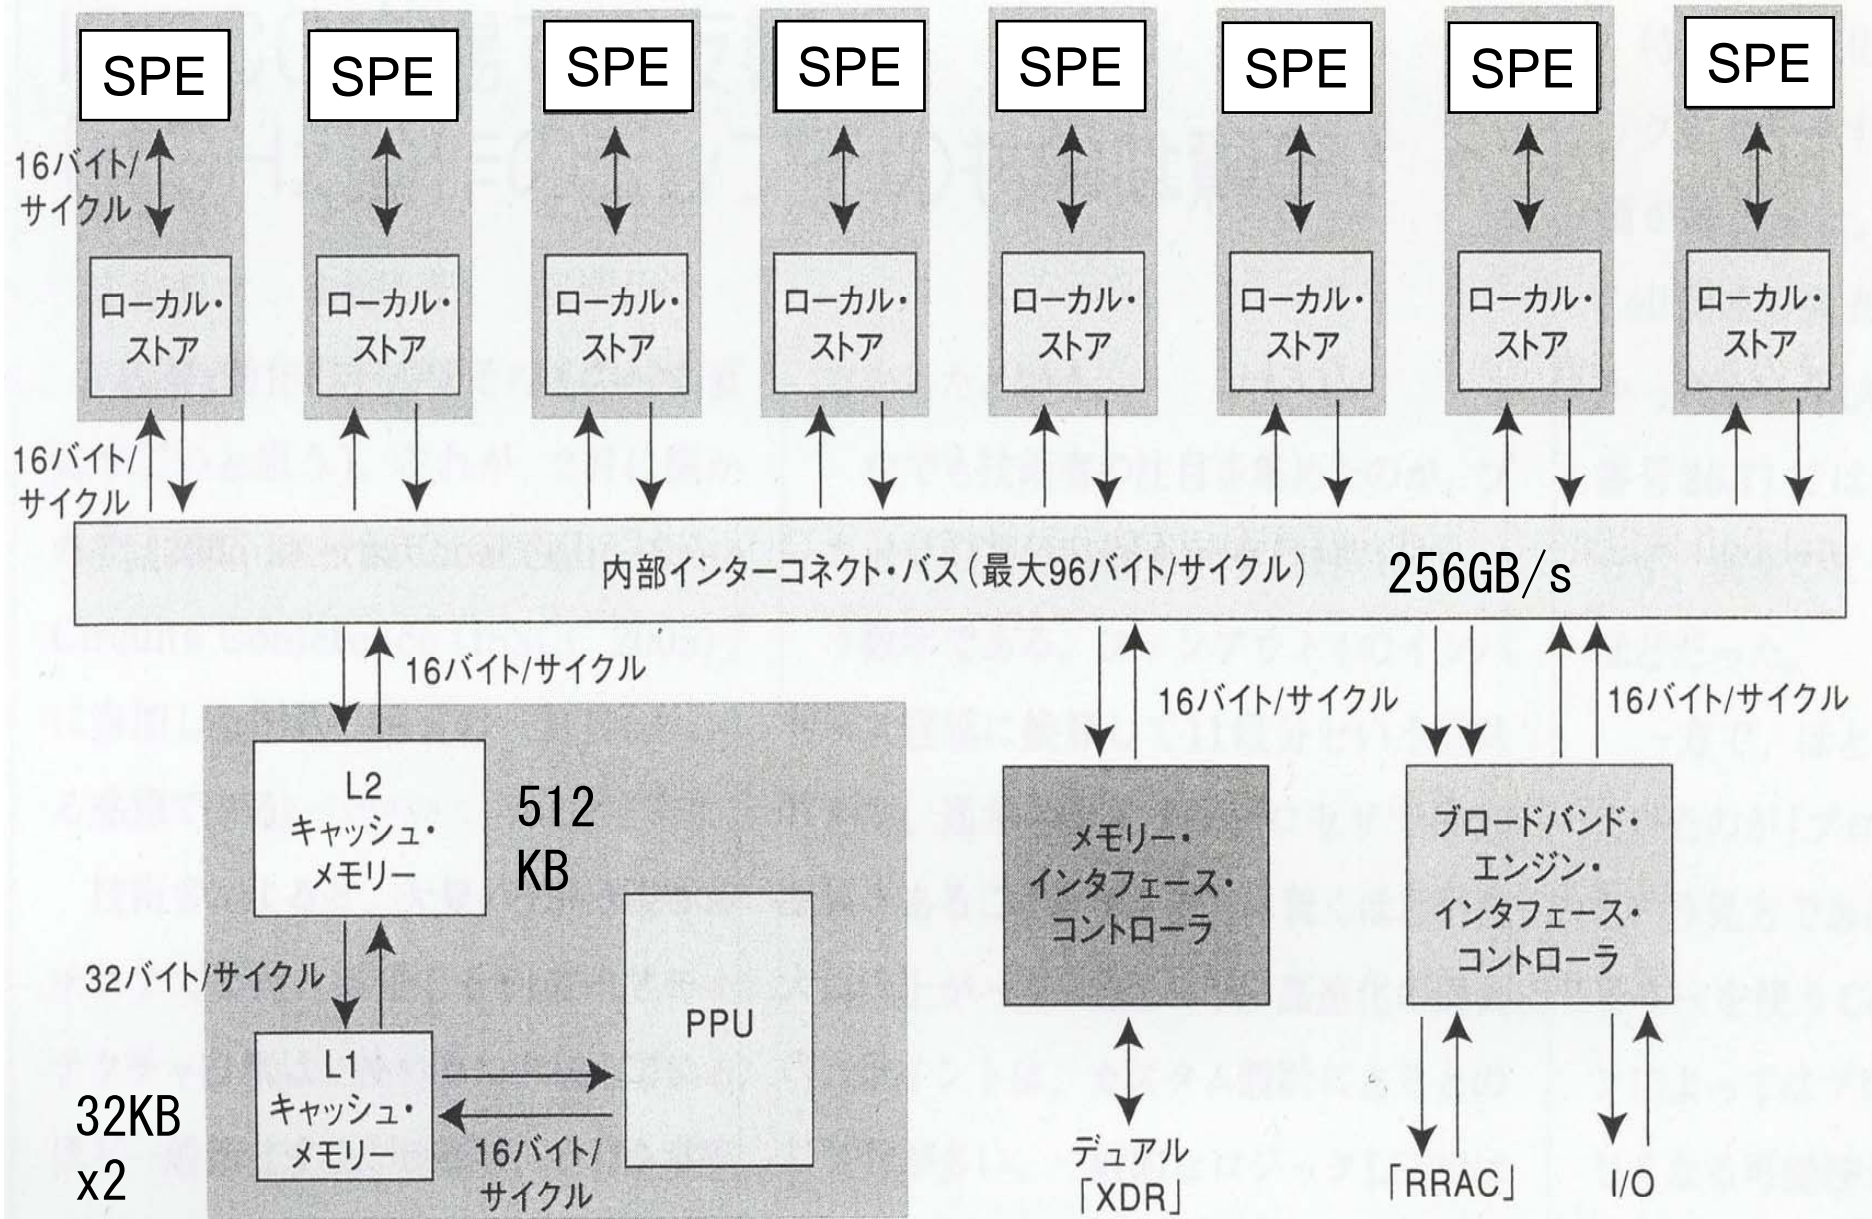 SPE SPE SPE SPE SPE SPE SPE SPE
16バイト/
サイクル
ローカル・
ストア
ローカル・
ストア
ローカル・
ストア
ローカル・
ストア
ローカル・
ストア
ローカル・
ストア
ローカル・
ストア
ローカル・
ストア
16バイト/
サイクル
内部インターコネクト・バス(最大96バイト/サイクル) 256GB/s
16バイト/サイクル
16バイト/サイクル
16バイト/サイクル
L2
キャッシュ・
メモリー
512
KB
32バイト/サイクル
L1
キャッシュ・
メモリー
32KB
x2
16バイト/
サイクル
PPU
メモリー・
インタフェース・
コントローラ
ブロードバンド・
エンジン・
インタフェース・
コントローラ
デュアル
「XDR」
「RRAC」
I/O